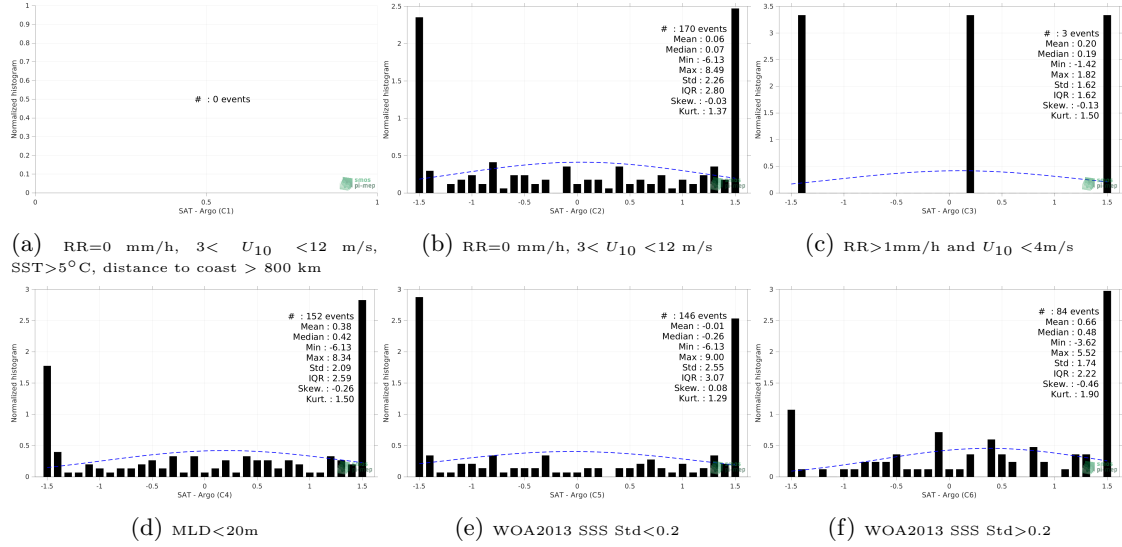 Normalized histogram
1
0.9
0.8
0.7
0.6
0.5
0.4
0.3
0.2
0.1
0
# : 0 events
smos
pi-mep
0 0.5 1
SAT - Argo (C1)
(a) RR=0 mm/h, 3< U10 <12 m/s,
SST>5°C, distance to coast > 800 km
Normalized histogram
2.5
2
1.5
1
0.5
0
# : 170 events
Mean : 0.06
Median : 0.07
Min : -6.13
Max : 8.49
Std : 2.26
IQR : 2.80
Skew. : -0.03
Kurt. : 1.37
-1.5 -1 -0.5 0 0.5 1 1.5
SAT - Argo (C2)
(b) RR=0 mm/h, 3< U10 <12 m/s
Normalized histogram
3.5
3
2.5
2
1.5
1
0.5
0
# : 3 events
Mean : 0.20
Median : 0.19
Min : -1.42
Max : 1.82
Std : 1.62
IQR : 1.62
Skew. : -0.13
Kurt. : 1.50
smos
pi-mep
-1.5 -1 -0.5 0 0.5 1 1.5
SAT - Argo (C3)
(c) RR>1mm/h and U10 <4m/s
Normalized histogram
3
2.5
2
1.5
1
0.5
0
# : 152 events
Mean : 0.38
Median : 0.42
Min : -6.13
Max : 8.34
Std : 2.09
IQR : 2.59
Skew. : -0.26
Kurt. : 1.50
-1.5 -1 -0.5 0 0.5 1 1.5
SAT - Argo (C4)
(d) MLD<20m
Normalized histogram
3
2.5
2
1.5
1
0.5
0
# : 146 events
Mean : -0.01
Median : -0.26
Min : -6.13
Max : 9.00
Std : 2.55
IQR : 3.07
Skew. : 0.08
Kurt. : 1.29
-1.5 -1 -0.5 0 0.5 1 1.5
SAT - Argo (C5)
(e) WOA2013 SSS Std<0.2
Normalized histogram
3
2.5
2
1.5
1
0.5
0
# : 84 events
Mean : 0.66
Median : 0.48
Min : -3.62
Max : 5.52
Std : 1.74
IQR : 2.22
Skew. : -0.46
Kurt. : 1.90
-1.5 -1 -0.5 0 0.5 1 1.5
SAT - Argo (C6)
(f) WOA2013 SSS Std>0.2